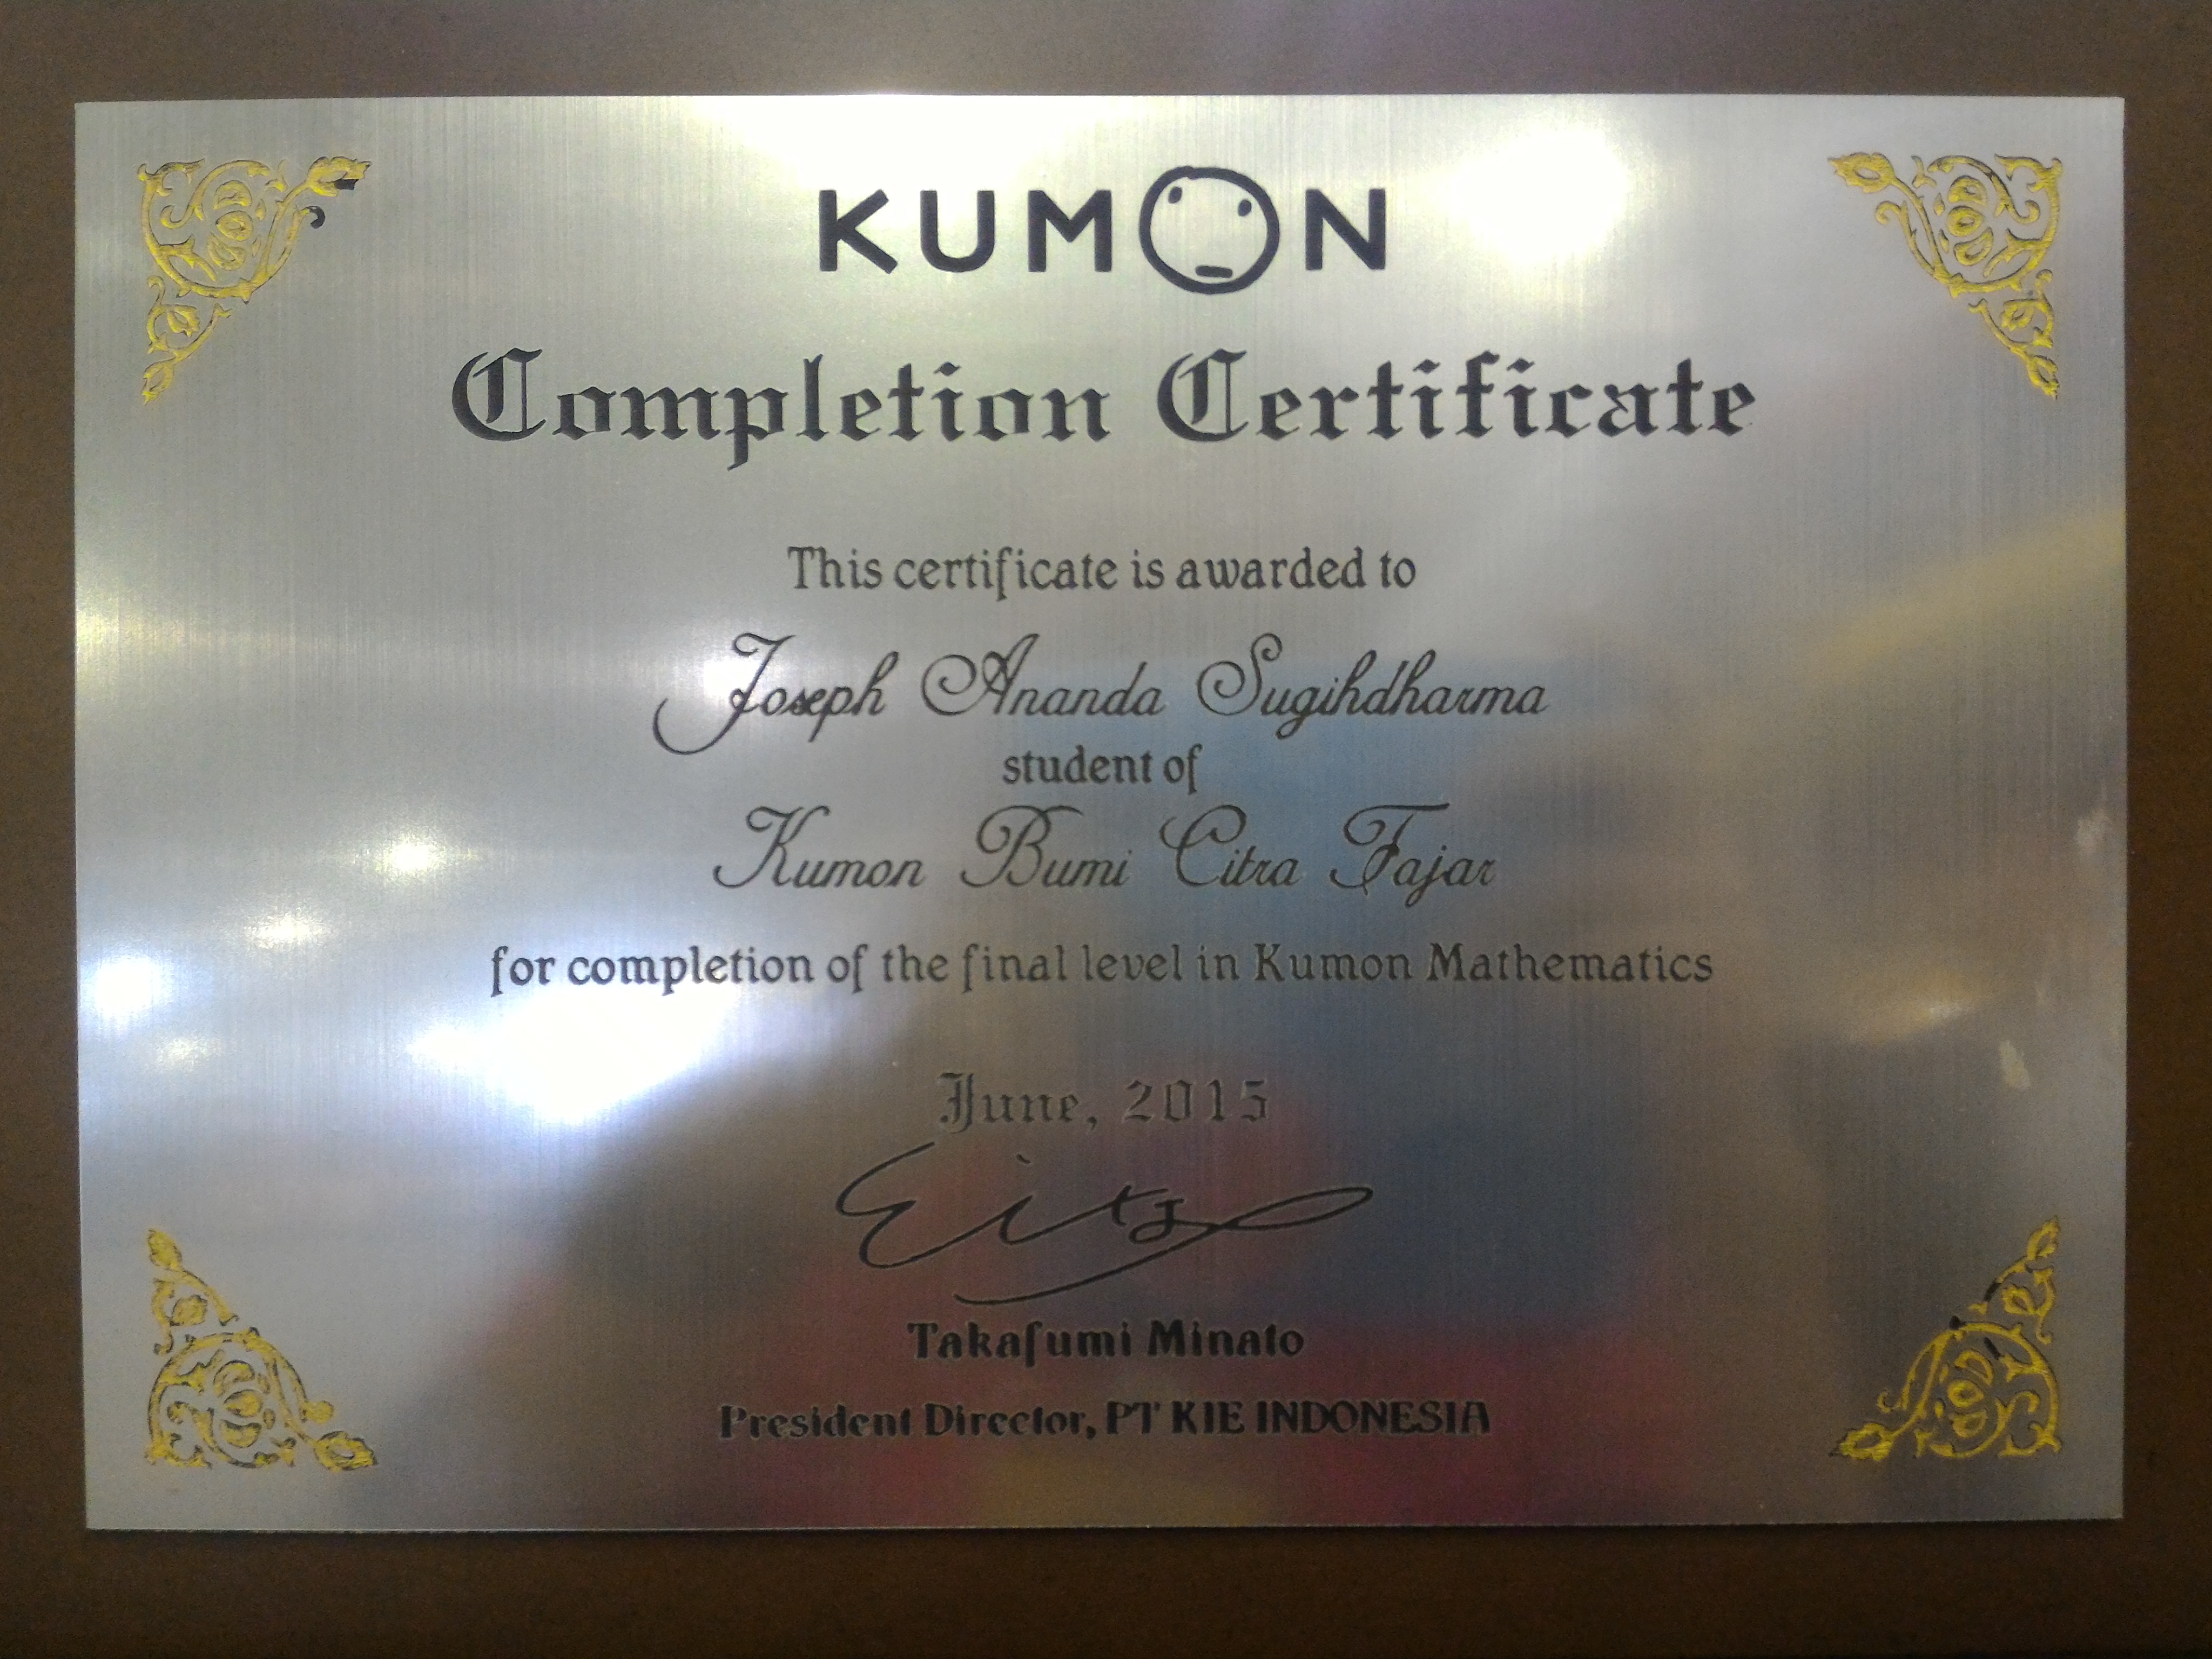 KUMON
Completion Certificate
This certificate is awarded to
Joseph Ananda Sugihdharma
student of
Kumon Bumi Citra Fajar
for completion of the final level in Kumon Mathematics
June, 2015
Takafumi Minato
President Director, PT KIE INDONESIA